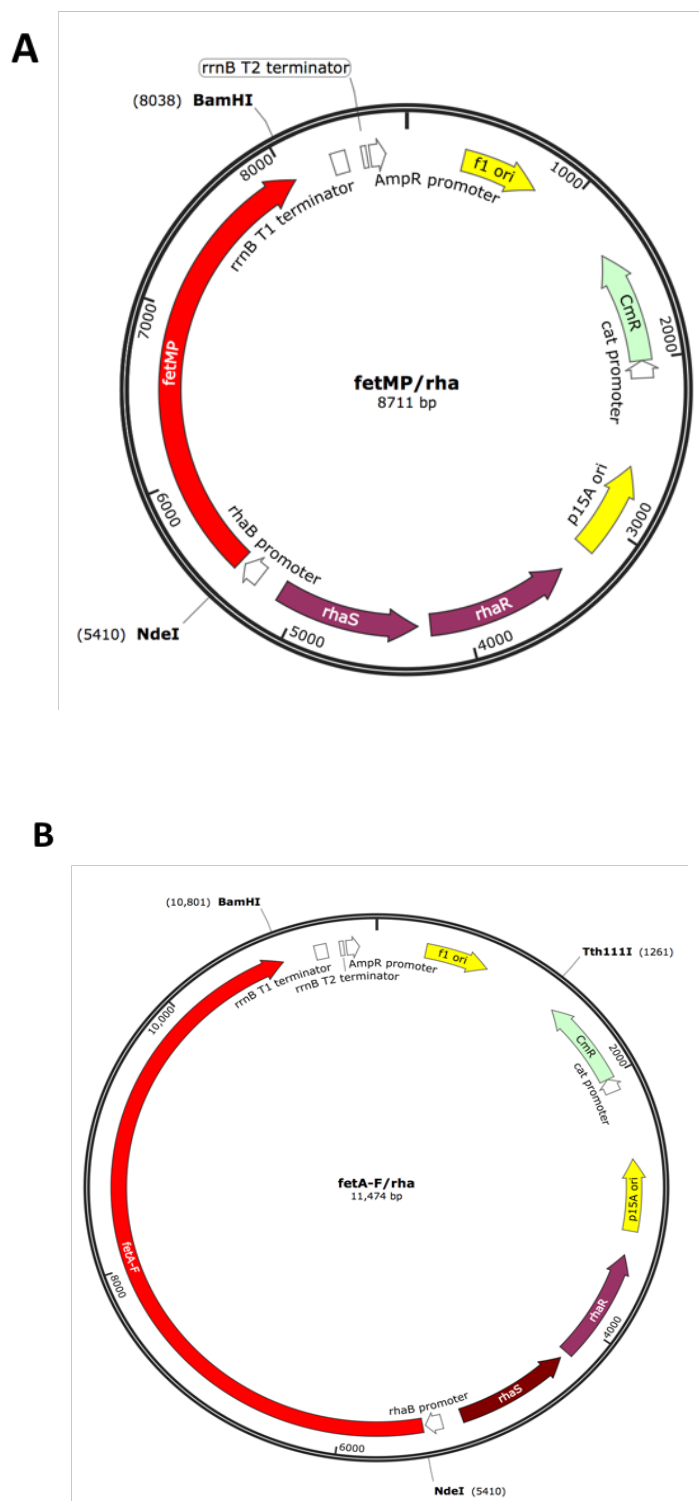 A
rrnB T2 terminator
(8038) BamHI
8000
rrnB T1 terminator
AmpR promoter
f1 ori
1000
CmR
cat promoter
2000
7000
fetMP
fetMP/rha
8711 bp
p15A ori
3000
6000
rhaB promoter
rhaS
rhaR
(5410) NdeI
5000
4000
B
(10,801) BamHI
Tth111I (1261)
rrnB T1 terminator
rrnB T2 terminator
AmpR promoter
f1 ori
10,000
CmR
2000
cat promoter
fetA-F/rha
11,474 bp
p15A ori
fetA-F
8000
rhaR
4000
rhaS
rhaB promoter
6000
NdeI (5410)